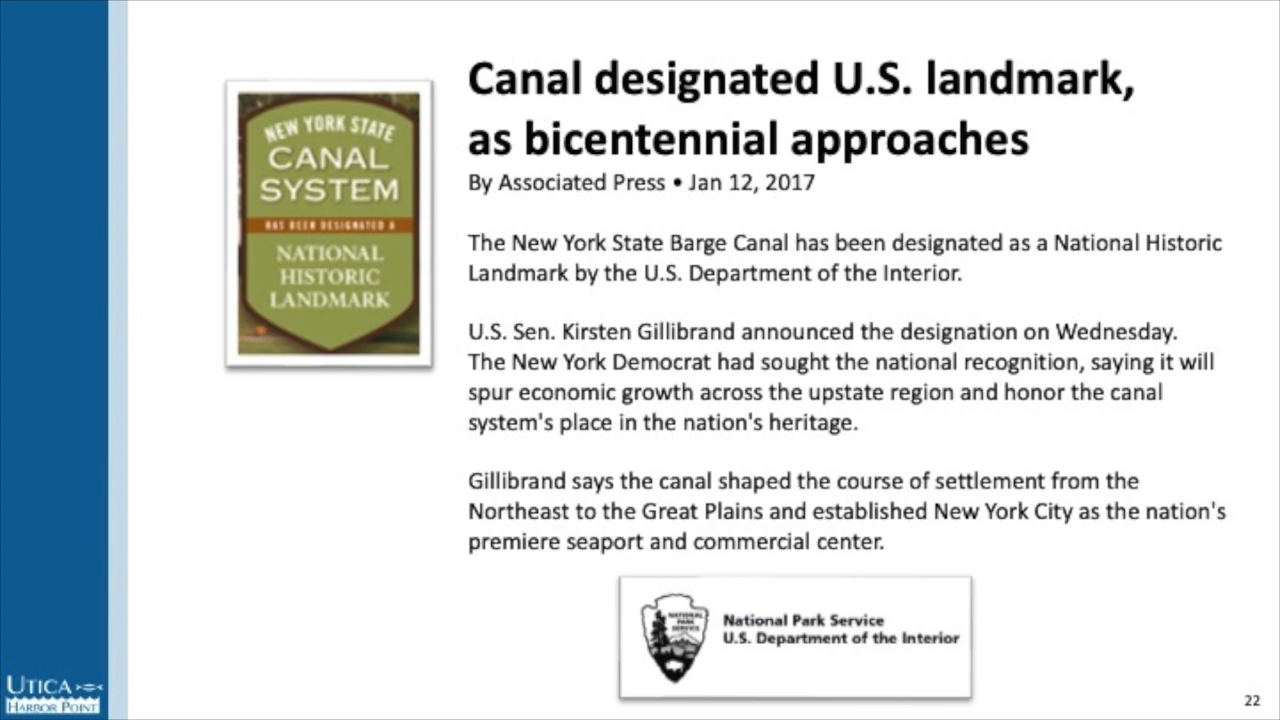 NEW YORK STATE
CANAL
SYSTEM
HAS BEEN DESIGNATED A
NATIONAL
HISTORIC
LANDMARK
Canal designated U.S. landmark,
as bicentennial approaches
By Associated Press • Jan 12, 2017
The New York State Barge Canal has been designated as a National Historic
Landmark by the U.S. Department of the Interior.
U.S. Sen. Kirsten Gillibrand announced the designation on Wednesday.
The New York Democrat had sought the national recognition, saying it will
spur economic growth across the upstate region and honor the canal
system's place in the nation's heritage.
Gillibrand says the canal shaped the course of settlement from the
Northeast to the Great Plains and established New York City as the nation's
premiere seaport and commercial center.
NATIONAL
PARK
SERVICE
National Park Service
U.S. Department of the Interior
UTICA
HARBOR POINT
22